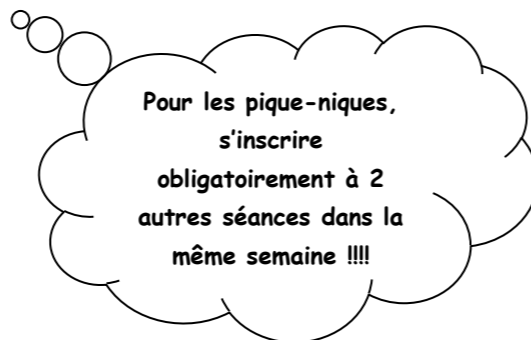 Pour les pique-niques,
s'inscrire
obligatoirement à 2
autres séances dans la
même semaine !!!!